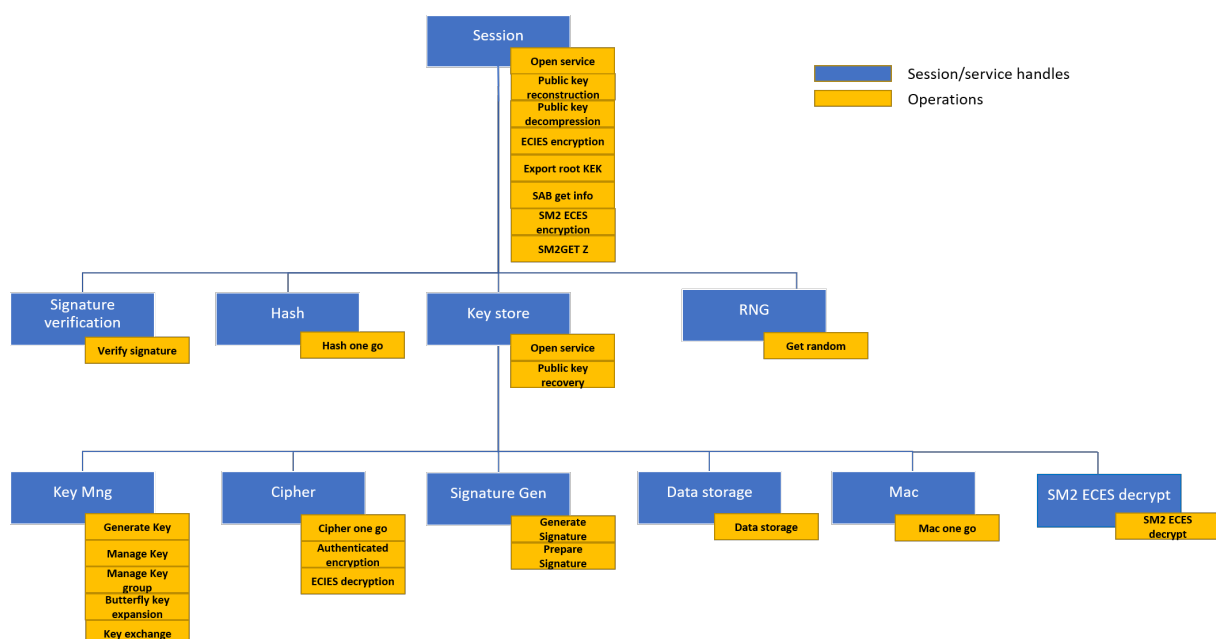 Session
Open service
Public key
reconstruction
Public key
decompression
ECIES encryption
Export root KEK
SAB get info
SM2 ECES
encryption
SM2GET Z
Session/service handles
Operations
Signature
verification
Verify signature
Hash
Hash one go
Key store
Open service
Public key
recovery
RNG
Get random
Key Mng
Generate Key
Manage Key
Manage Key
group
Butterfly key
expansion
Key exchange
Cipher
Cipher one go
Authenticated
encryption
ECIES decryption
Signature Gen
Generate
Signature
Prepare
Signature
Data storage
Data storage
Mac
Mac one go
SM2 ECES decrypt
SM2 ECES
decrypt